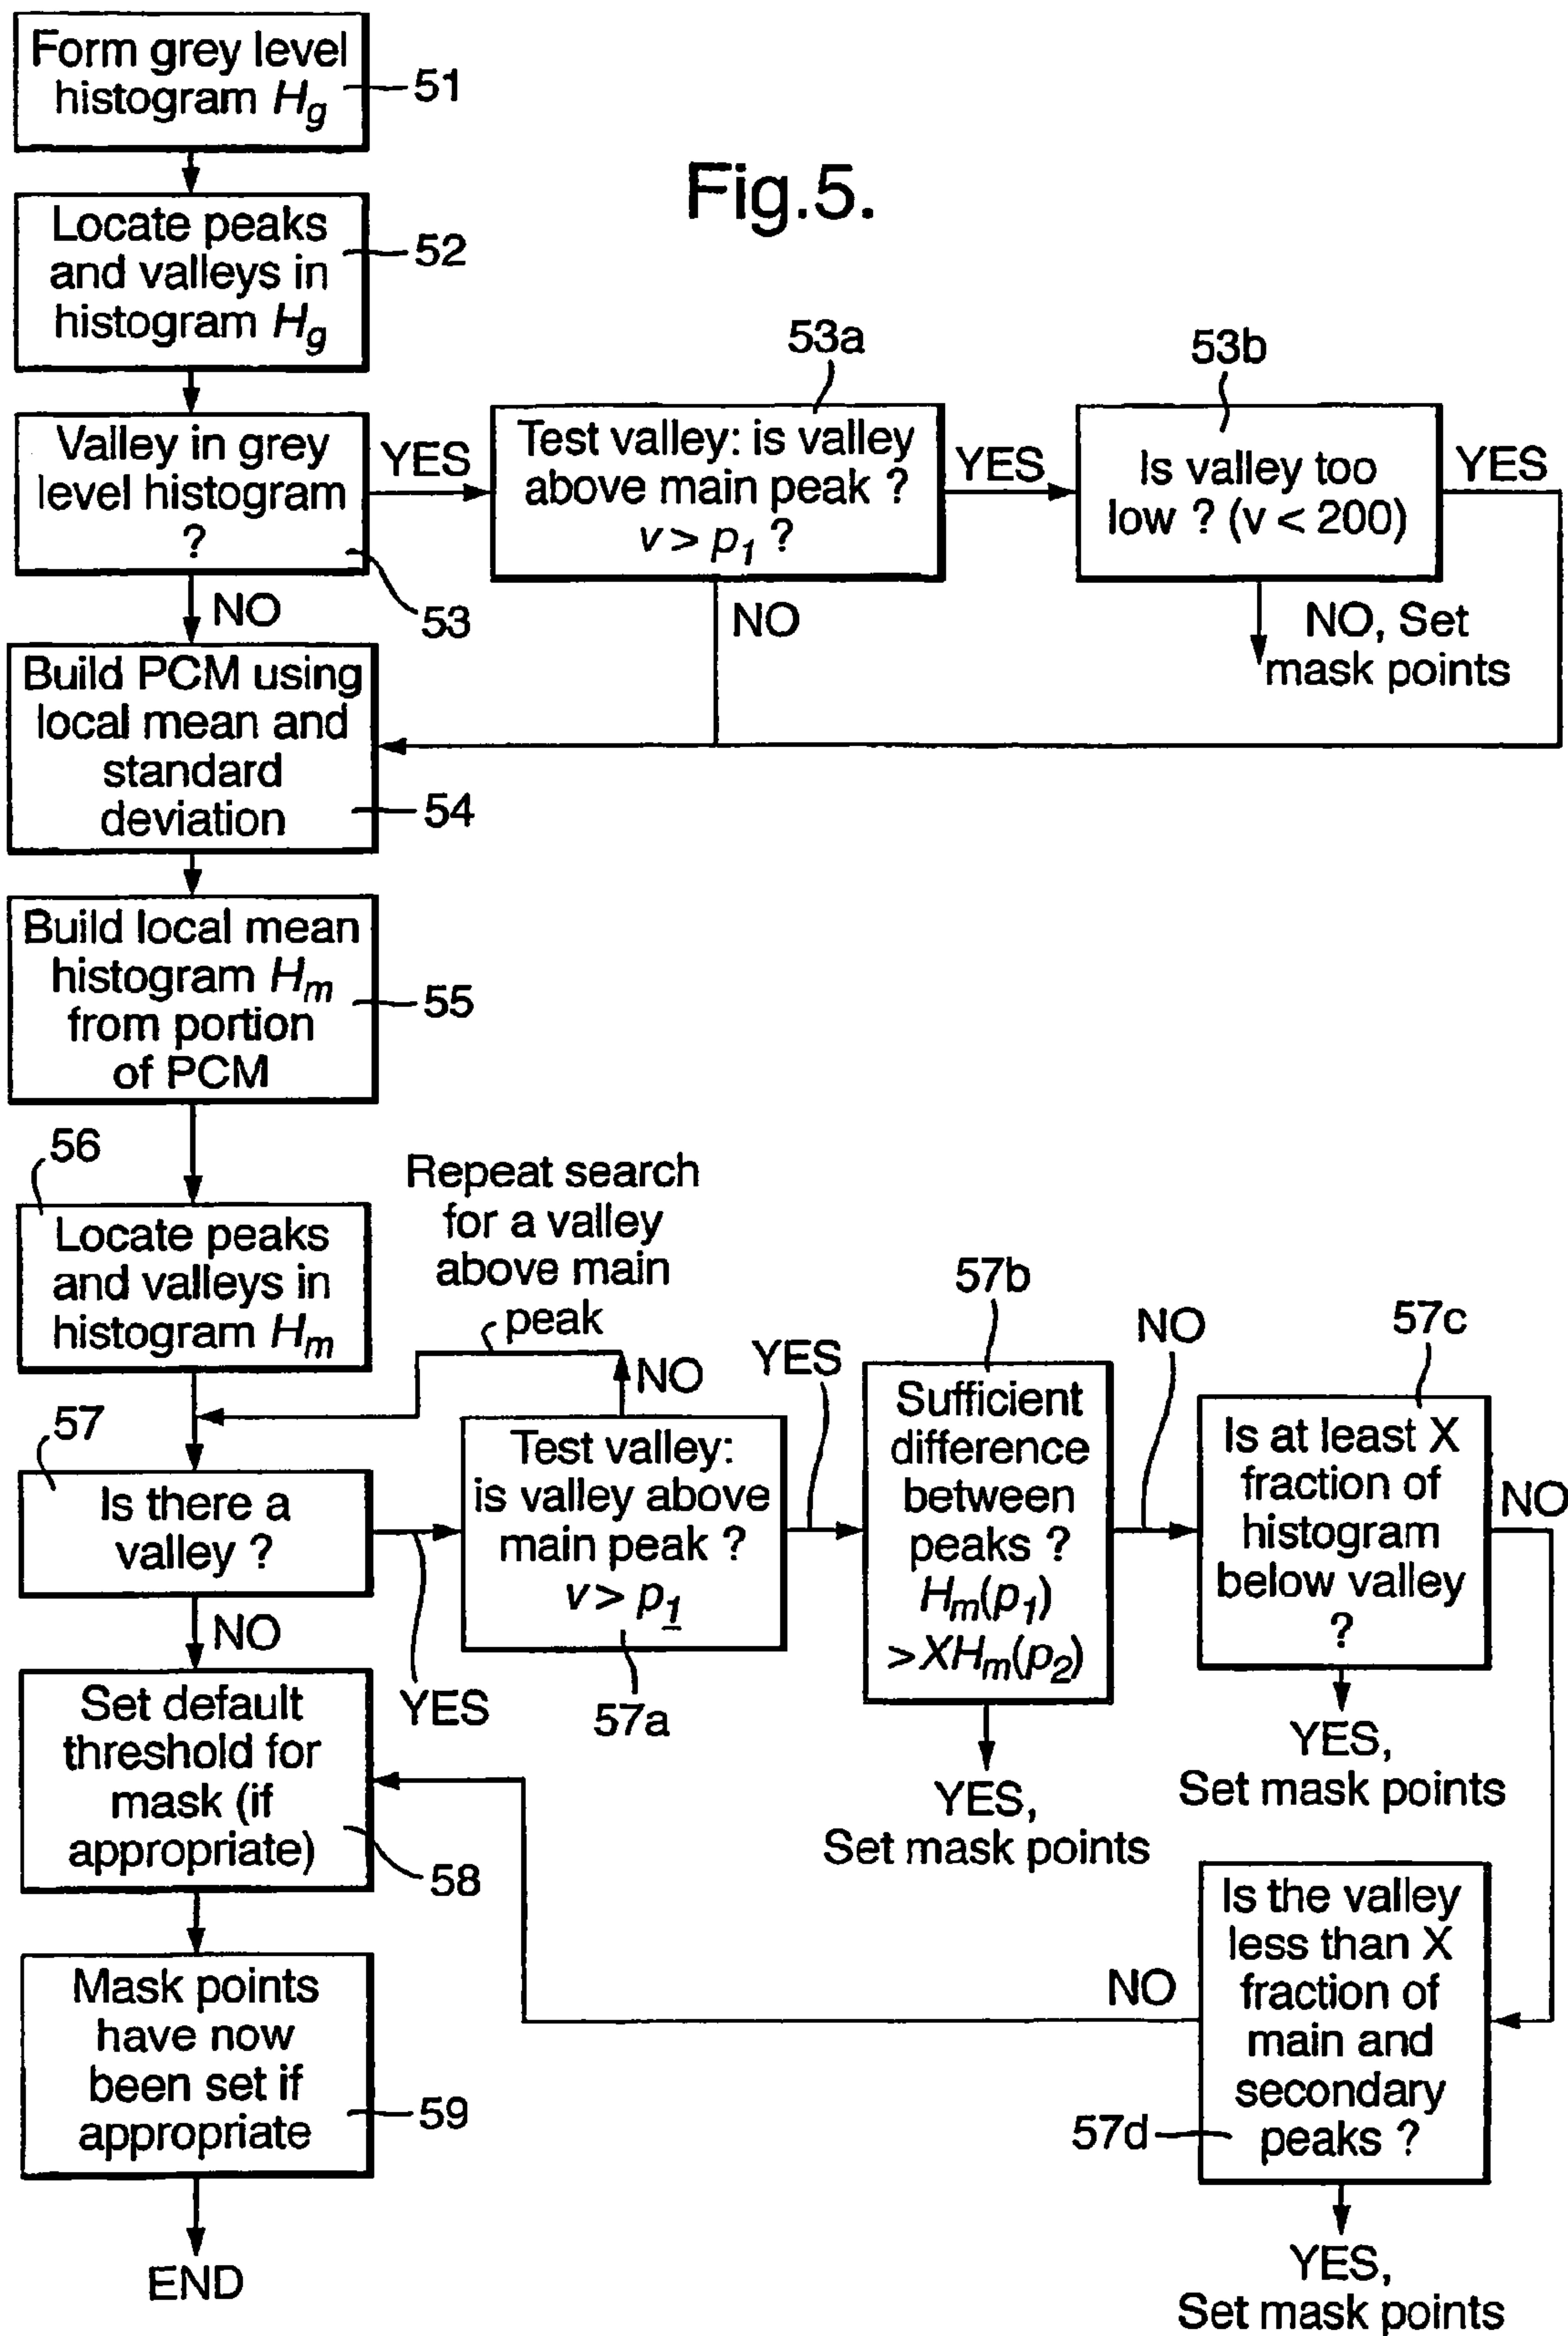 Form grey level
histogram Hg
51
Fig.5.
Locate peaks
and valleys in
histogram Hg
52
Valley in grey
level histogram
?
53
YES
53a
Test valley: is valley
above main peak ?
v > p1 ?
YES
53b
Is valley too
low ? (v < 200)
YES
NO
NO
NO, Set
mask points
Build PCM using
local mean and
standard
deviation
54
Build local mean
histogram Hm
from portion
of PCM
55
56
Locate peaks
and valleys in
histogram Hm
Repeat search
for a valley
above main
peak
NO
57
Is there a
valley ?
YES
NO
Test valley:
is valley above
main peak ?
v > p1
57a
YES
57b
Sufficient
difference
between
peaks ?
Hm(p1)
>XHm(p2)
YES,
Set mask points
NO
57c
Is at least X
fraction of
histogram
below valley
?
NO
YES,
Set mask points
Set default
threshold for
mask (if
appropriate)
58
Is the valley
less than X
fraction of
main and
secondary
peaks ?
57d
NO
YES,
Set mask points
Mask points
have now
been set if
appropriate
59
END